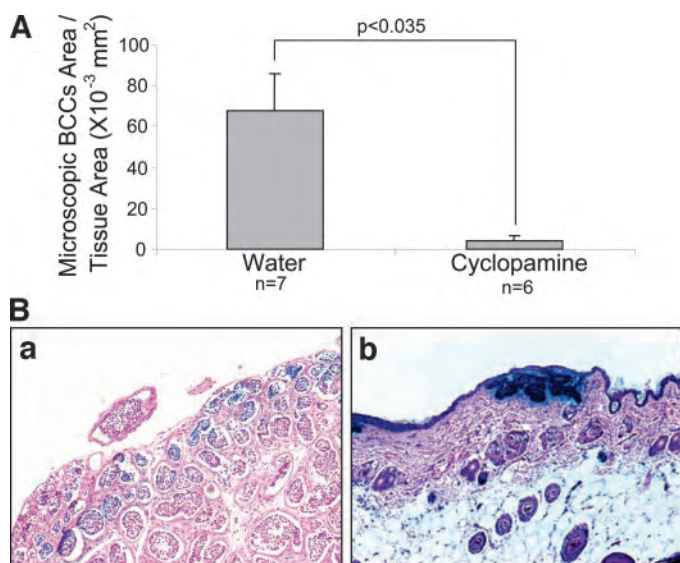 A
Microscopic BCCs Area /
Tissue Area (X10⁻³ mm²)
100
80
60
40
20
0
p<0.035
Water
n=7
Cyclopamine
n=6
B
a
b